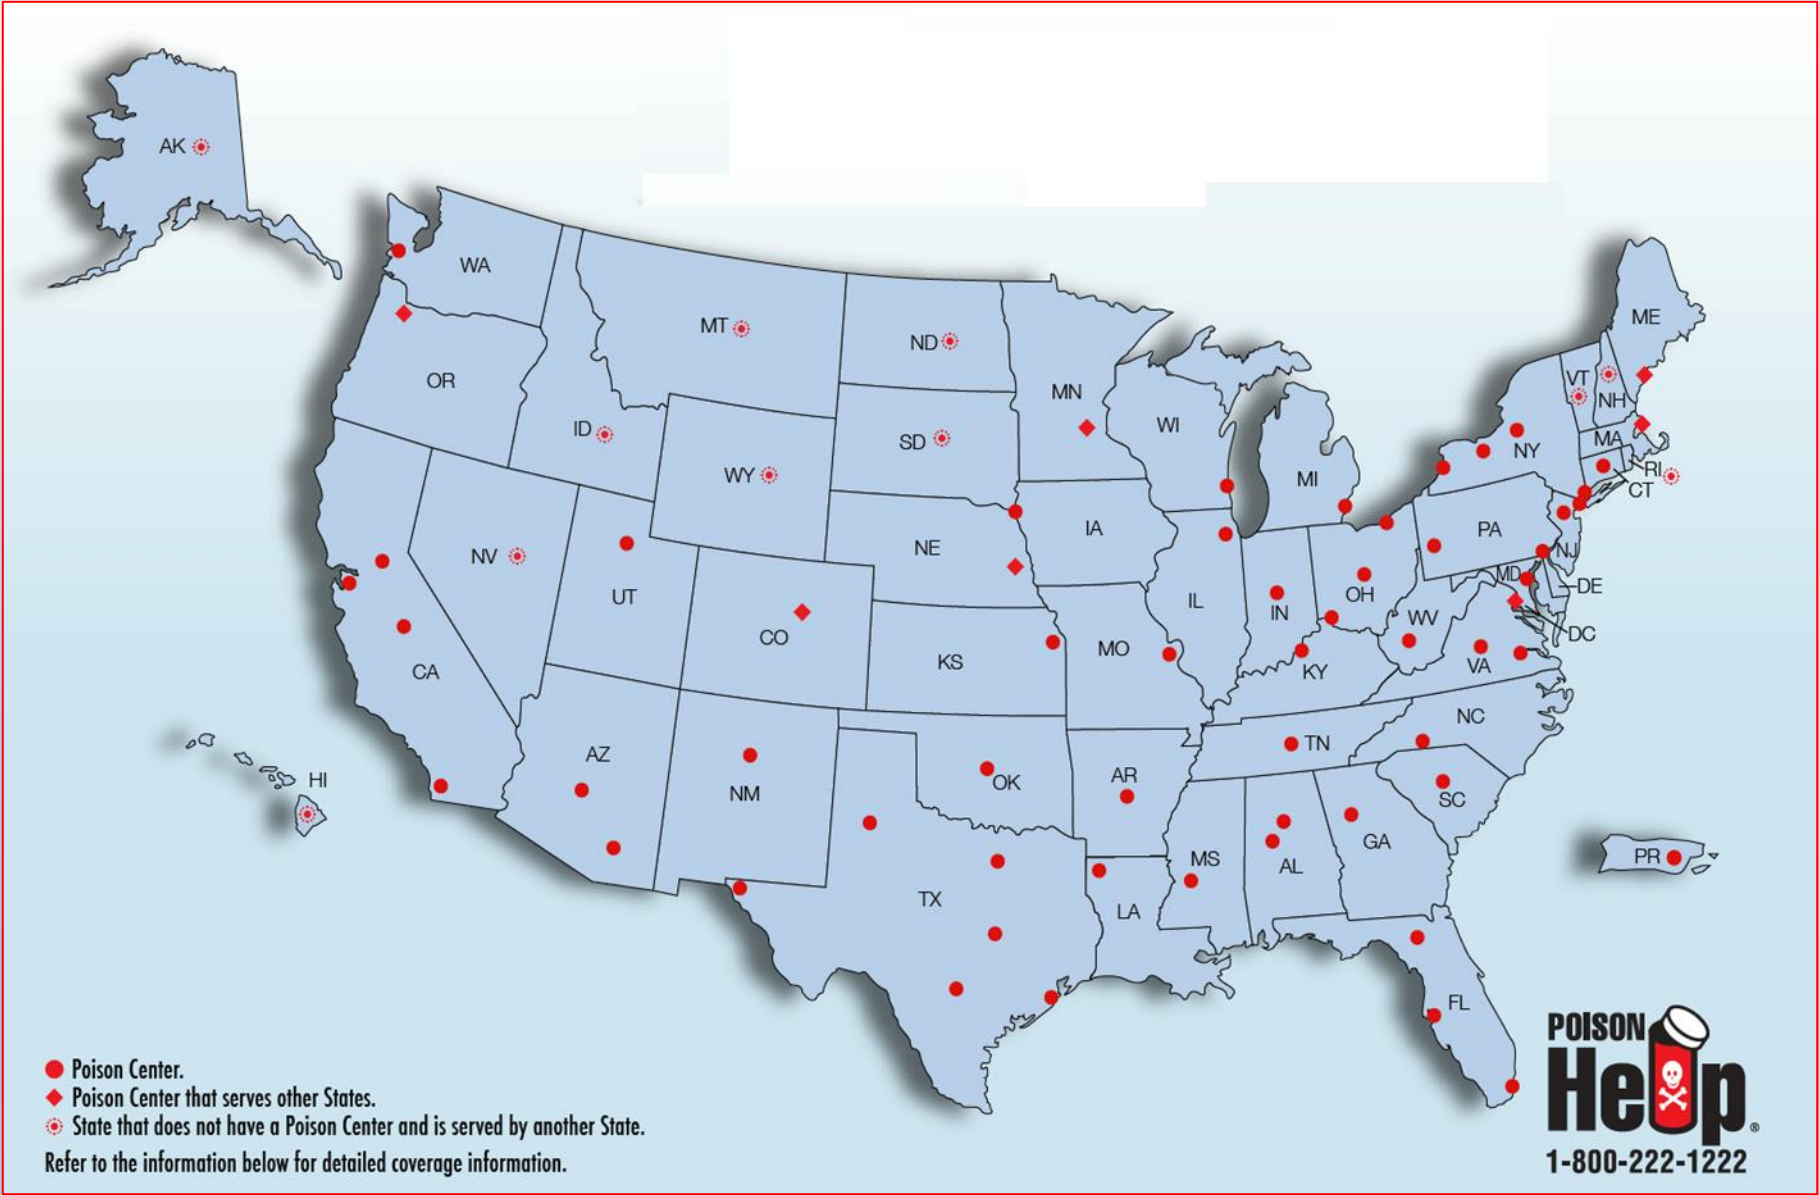 AK
WA
MT
ND
ME
OR
MN
VT
NH
ID
SD
WI
NY
MA
WY
MI
RI
CT
IA
PA
NE
NV
NJ
UT
MD
DE
IL
IN
OH
WV
CO
DC
KS
MO
VA
CA
KY
NC
AZ
TN
HI
NM
OK
AR
SC
GA
MS
AL
PR
TX
LA
FL
Poison Center.
Poison Center that serves other States.
State that does not have a Poison Center and is served by another State.
Refer to the information below for detailed coverage information.
POISON
Help®
1-800-222-1222